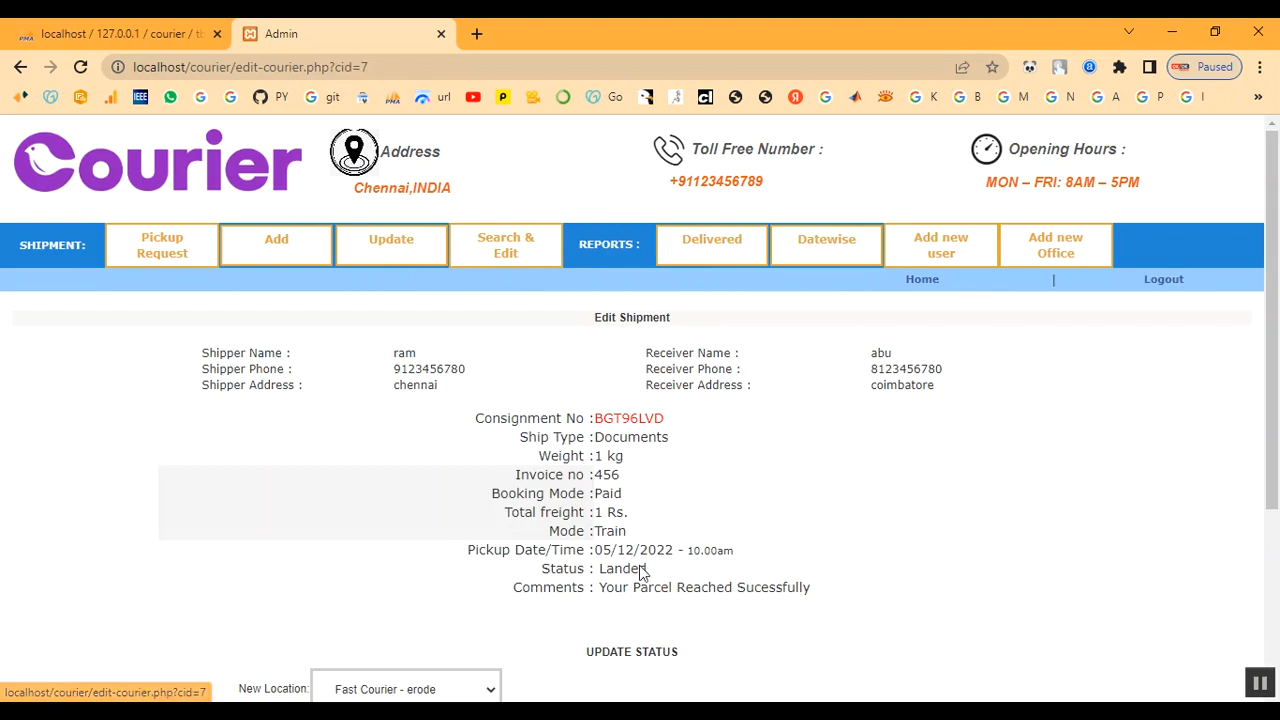 localhost / 127.0.0.1 / courier / tb
Admin
localhost/courier/edit-courier.php?cid=7
Paused
IEEE
PY
git
url
Go
K
B
M
N
A
P
I
Courier
Address
Chennai,INDIA
Toll Free Number :
+91123456789
Opening Hours :
MON – FRI: 8AM – 5PM
SHIPMENT:
Pickup Request
Add
Update
Search & Edit
REPORTS :
Delivered
Datewise
Add new user
Add new Office
Home | Logout
Edit Shipment
Shipper Name : ram Receiver Name : abu
Shipper Phone : 9123456780 Receiver Phone : 8123456780
Shipper Address : chennai Receiver Address : coimbatore
Consignment No :BGT96LVD
Ship Type :Documents
Weight :1 kg
Invoice no :456
Booking Mode :Paid
Total freight :1 Rs.
Mode :Train
Pickup Date/Time :05/12/2022 - 10.00am
Status : Landed
Comments : Your Parcel Reached Sucessfully
UPDATE STATUS
New Location: Fast Courier - erode
localhost/courier/edit-courier.php?cid=7